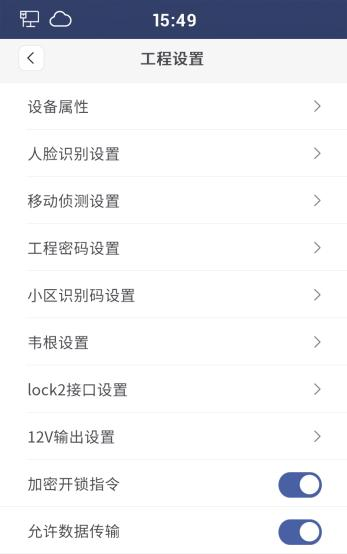 15:49
工程设置
设备属性
人脸识别设置
移动侦测设置
工程密码设置
小区识别码设置
韦根设置
lock2接口设置
12V输出设置
加密开锁指令
允许数据传输